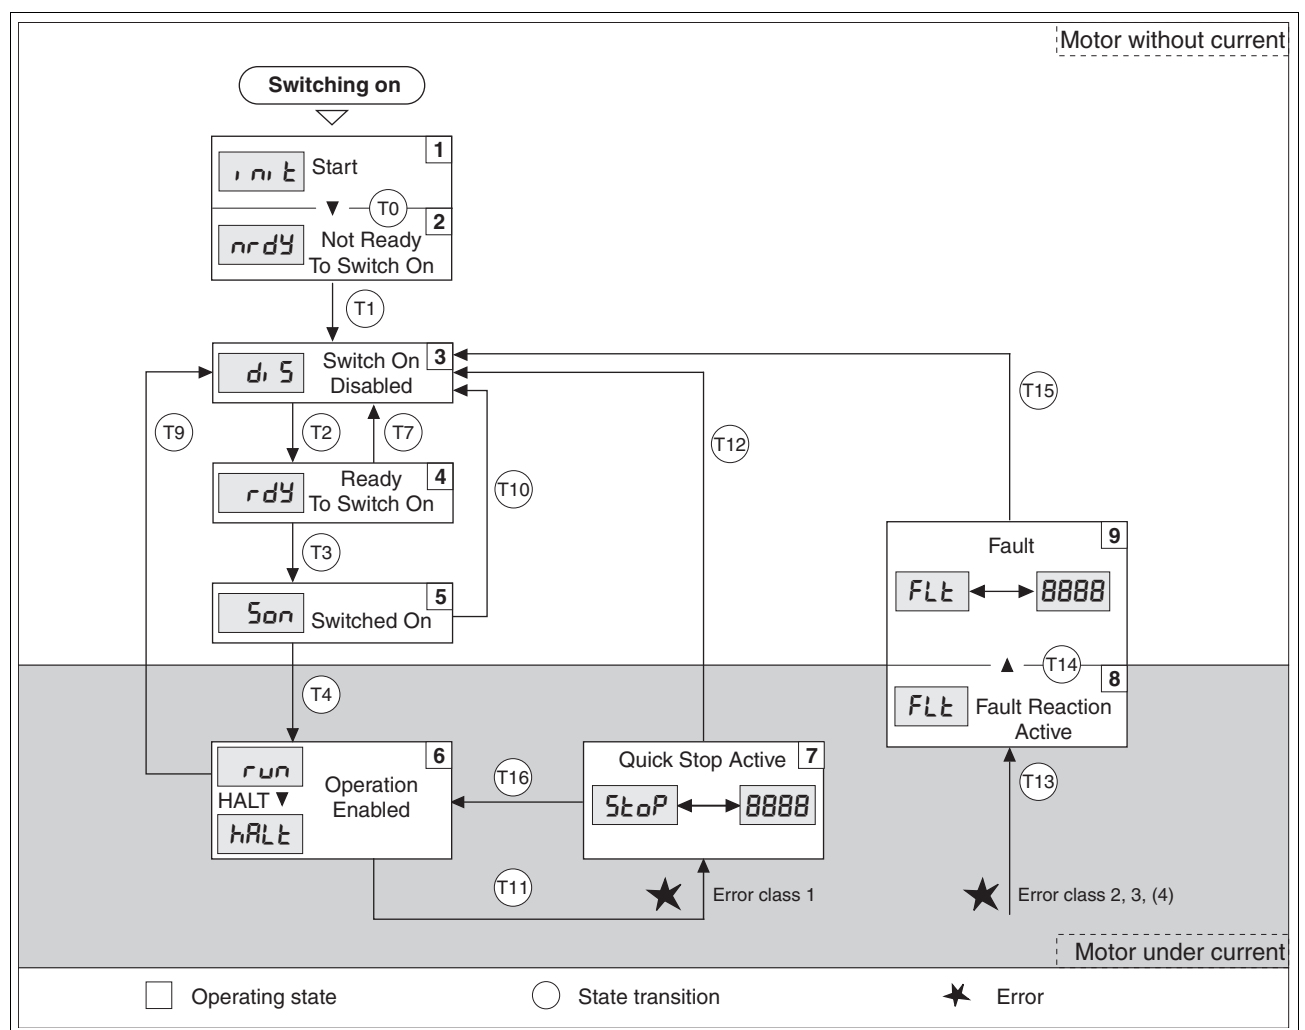 Motor without current
Switching on
1
init Start
T0
2
nrdy Not Ready
To Switch On
T1
diS Switch On
Disabled
3
T9
T2
T7
T12
T15
rdy Ready
To Switch On
4
T10
T3
9
Fault
FLt 8888
Son Switched On
5
T14
8
FLt Fault Reaction
Active
T4
run
HALT
hALt
Operation
Enabled
6
T16
Quick Stop Active 7
StoP 8888
T13
T11
Error class 1
Error class 2, 3, (4)
Motor under current
Operating state
State transition
Error